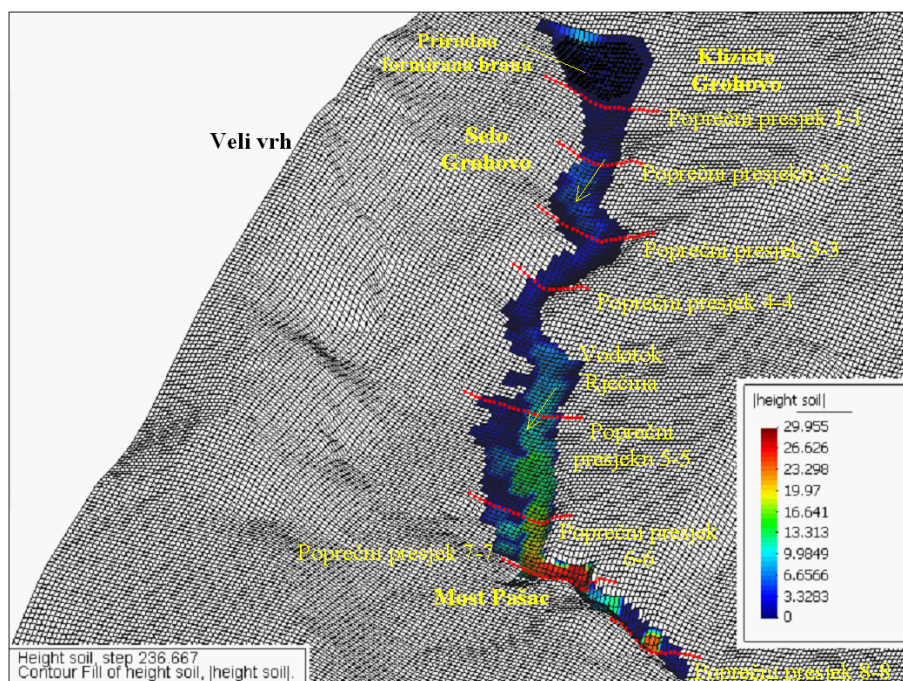 Prirodno
formirana brana
Klizište
Grohovo
Poprečni presjek 1-1
Veli vrh
Selo
Grohovo
Poprečni presjekn 2-2
Poprečni presjek 3-3
Poprečni presjek 4-4
Vodotok
Rječina
|height soil|
29.955
26.626
23.298
19.97
16.641
13.313
9.9849
6.6566
3.3283
0
Poprečni
presjekn 5-5
Poprečni presjek
6-6
Poprečni presjek 7-7
Most Pašac
Poprečni presjek 8-8
Height soil, step 236.667
Contour Fill of height soil, |height soil|.